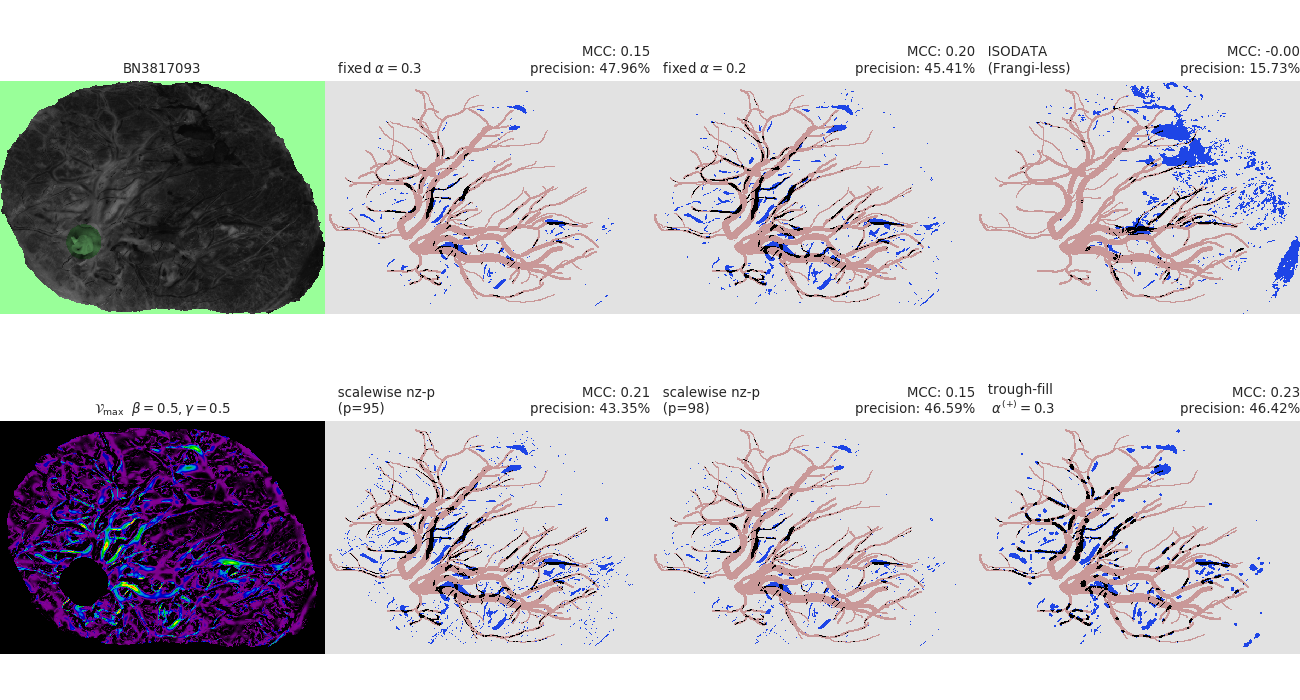 BN3817093
fixed α = 0.3
MCC: 0.15
precision: 47.96%
fixed α = 0.2
MCC: 0.20
precision: 45.41%
ISODATA
(Frangi-less)
MCC: -0.00
precision: 15.73%
𝒱max β = 0.5, γ = 0.5
scalewise nz-p
(p=95)
MCC: 0.21
precision: 43.35%
scalewise nz-p
(p=98)
MCC: 0.15
precision: 46.59%
trough-fill
α(+) = 0.3
MCC: 0.23
precision: 46.42%